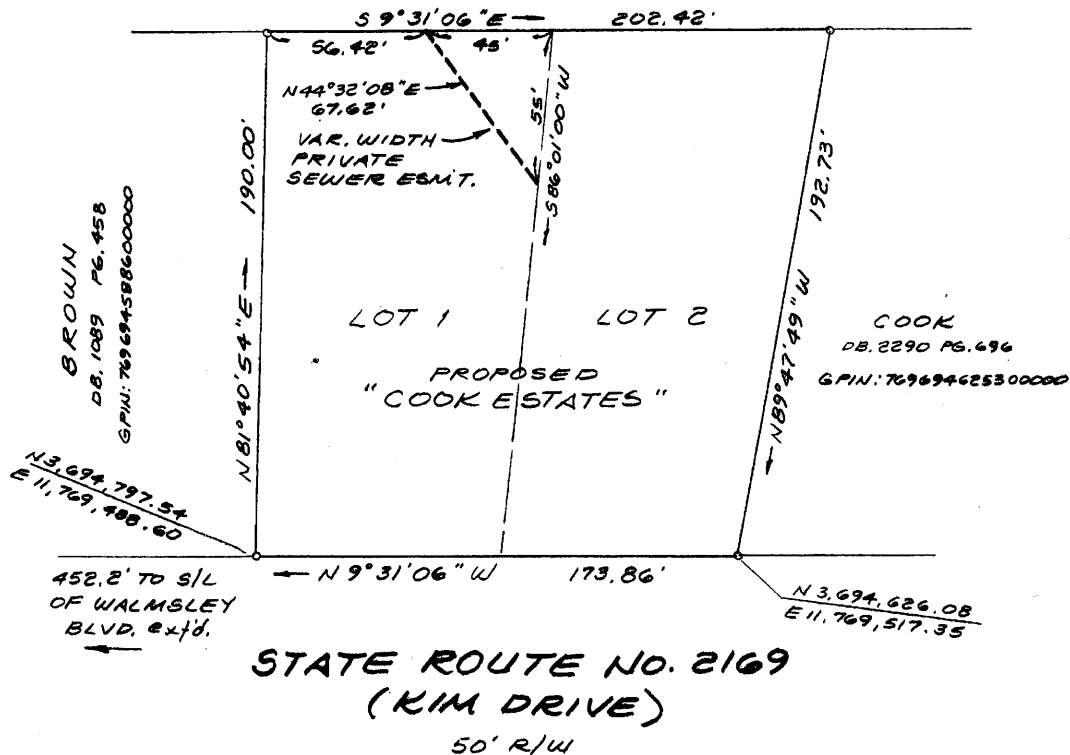 S 9°31'06"E → 202.42'
56.42' 45'
N44°32'08"E
67.62'
VAR. WIDTH
PRIVATE
SEWER ESM'T.
55'
← S86°01'00"W
190.00'
N81°40'54"E →
192.73'
← N89°47'49"W
BROWN
DB. 1089 PG. 458
GPIN: 769694598600000
LOT 1
LOT 2
PROPOSED
"COOK ESTATES"
COOK
DB. 2290 PG. 696
GPIN: 769694625300000
N 3,694,797.54
E 11,769,488.60
452.2' TO S/L
OF WALMSLEY
BLVD. ext'd.
←
← N 9°31'06"W 173.86'
N 3,694,626.08
E 11,769,517.35
STATE ROUTE NO. 2169
(KIM DRIVE)
50' R/W